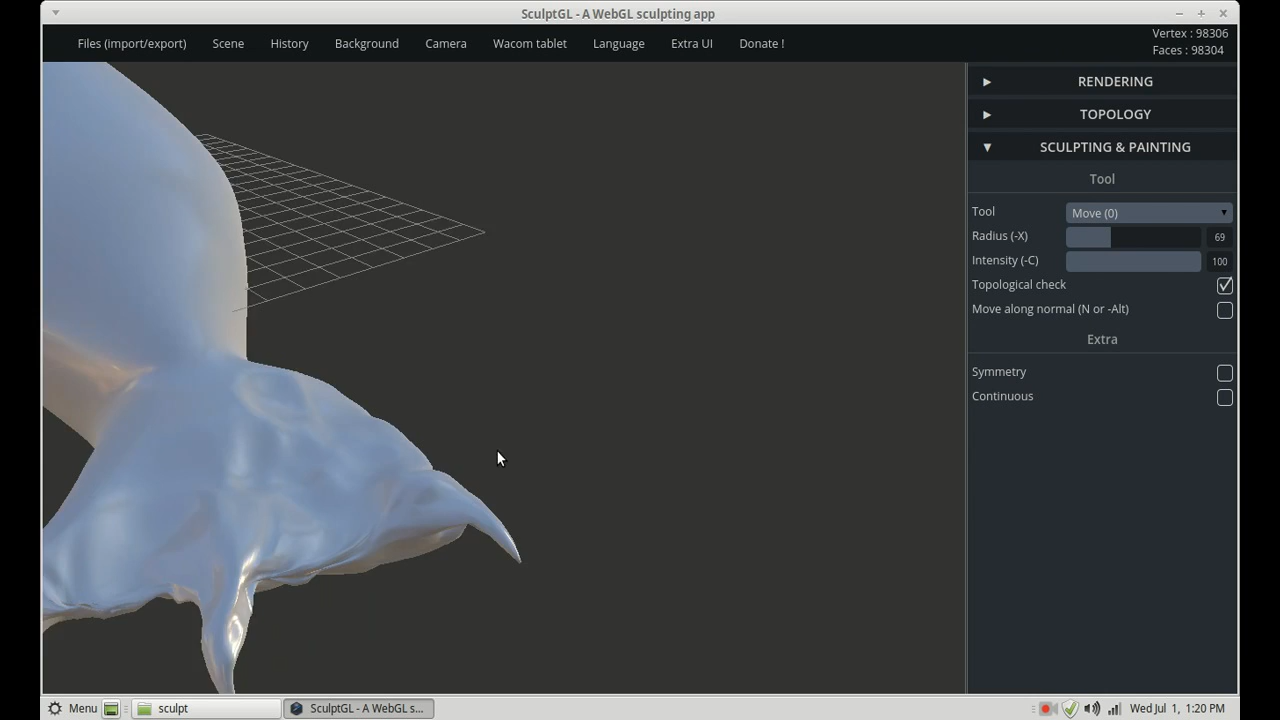 SculptGL - A WebGL sculpting app
Files (import/export) Scene History Background Camera Wacom tablet Language Extra UI Donate !
Vertex : 98306
Faces : 98304
RENDERING
TOPOLOGY
SCULPTING & PAINTING
Tool
Tool Move (0)
Radius (-X) 69
Intensity (-C) 100
Topological check
Move along normal (N or -Alt)
Extra
Symmetry
Continuous
Menu sculpt SculptGL - A WebGL s... Wed Jul 1, 1:20 PM